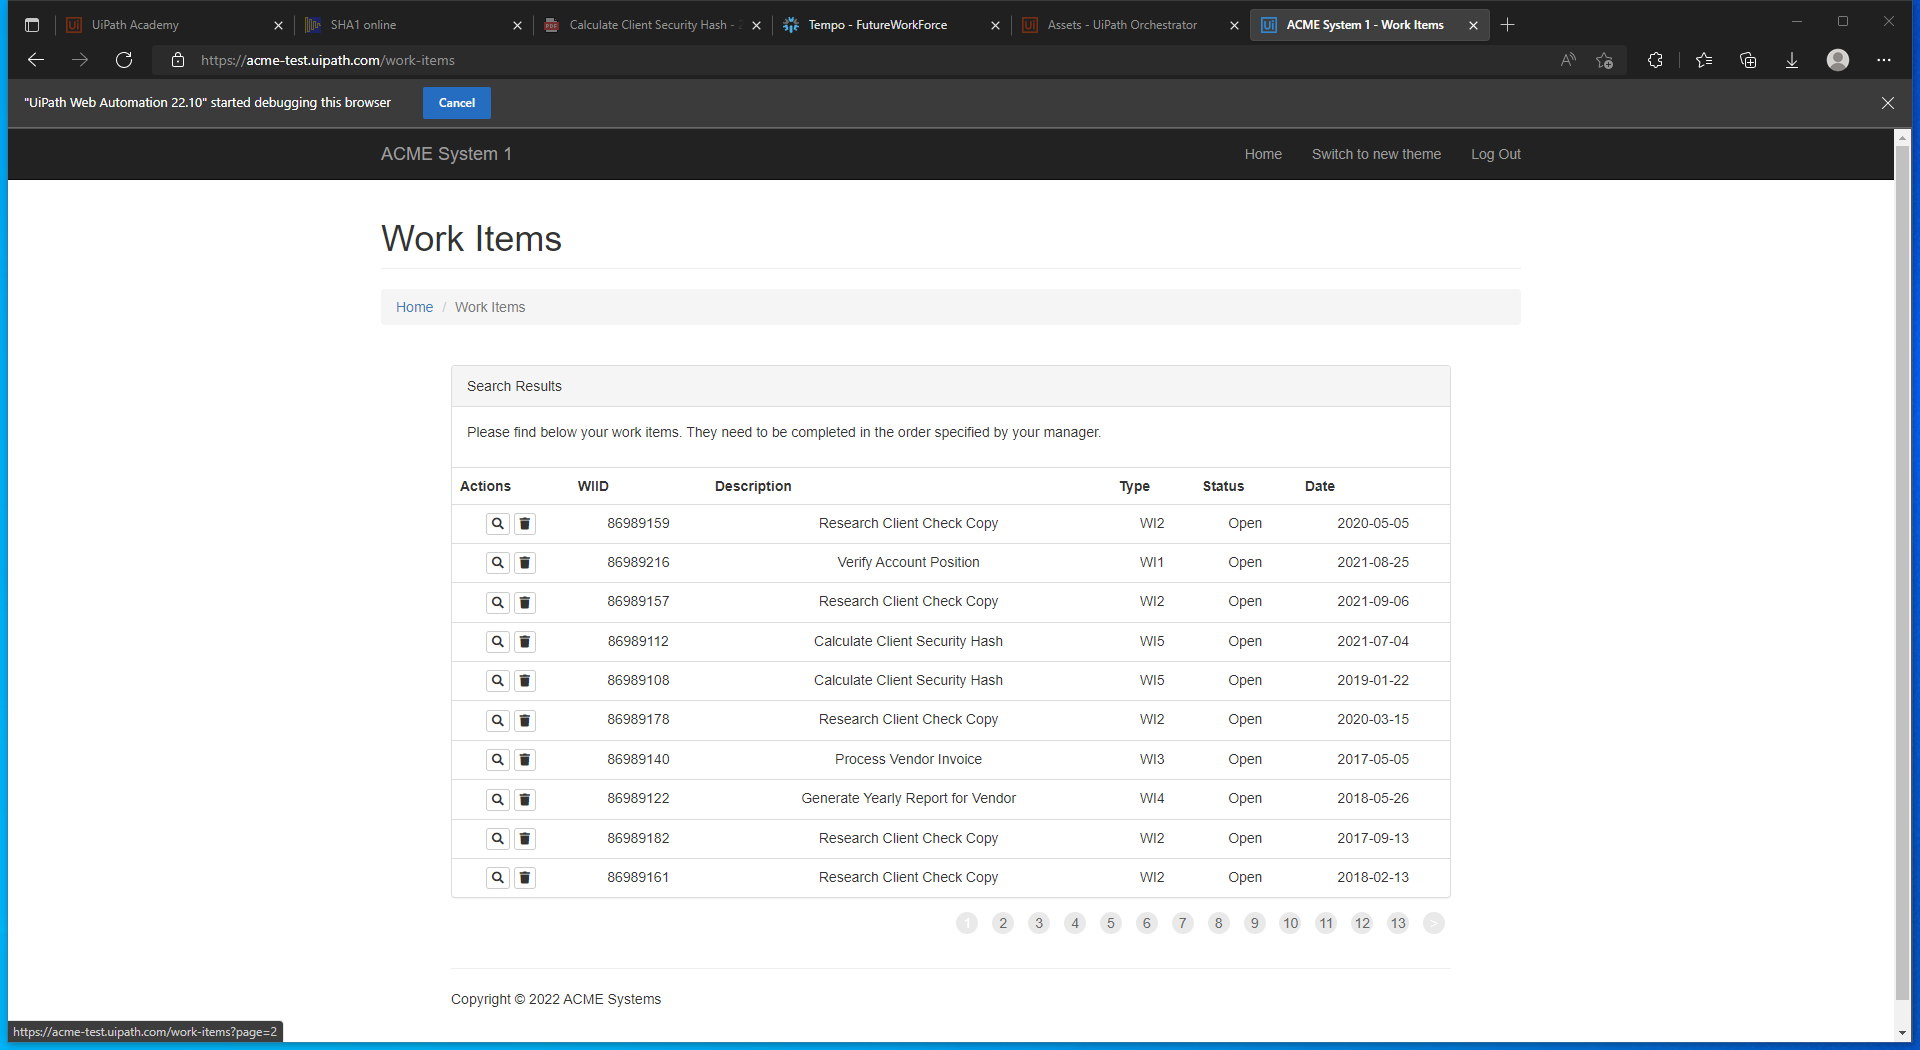 UiPath Academy
SHA1 online
Calculate Client Security Hash -
Tempo - FutureWorkForce
Assets - UiPath Orchestrator
ACME System 1 - Work Items
https://acme-test.uipath.com/work-items
"UiPath Web Automation 22.10" started debugging this browser
Cancel
ACME System 1
Home
Switch to new theme
Log Out
Work Items
Home / Work Items
Search Results
Please find below your work items. They need to be completed in the order specified by your manager.
Actions WIID Description Type Status Date
86989159 Research Client Check Copy WI2 Open 2020-05-05
86989216 Verify Account Position WI1 Open 2021-08-25
86989157 Research Client Check Copy WI2 Open 2021-09-06
86989112 Calculate Client Security Hash WI5 Open 2021-07-04
86989108 Calculate Client Security Hash WI5 Open 2019-01-22
86989178 Research Client Check Copy WI2 Open 2020-03-15
86989140 Process Vendor Invoice WI3 Open 2017-05-05
86989122 Generate Yearly Report for Vendor WI4 Open 2018-05-26
86989182 Research Client Check Copy WI2 Open 2017-09-13
86989161 Research Client Check Copy WI2 Open 2018-02-13
1 2 3 4 5 6 7 8 9 10 11 12 13 >
Copyright © 2022 ACME Systems
https://acme-test.uipath.com/work-items?page=2